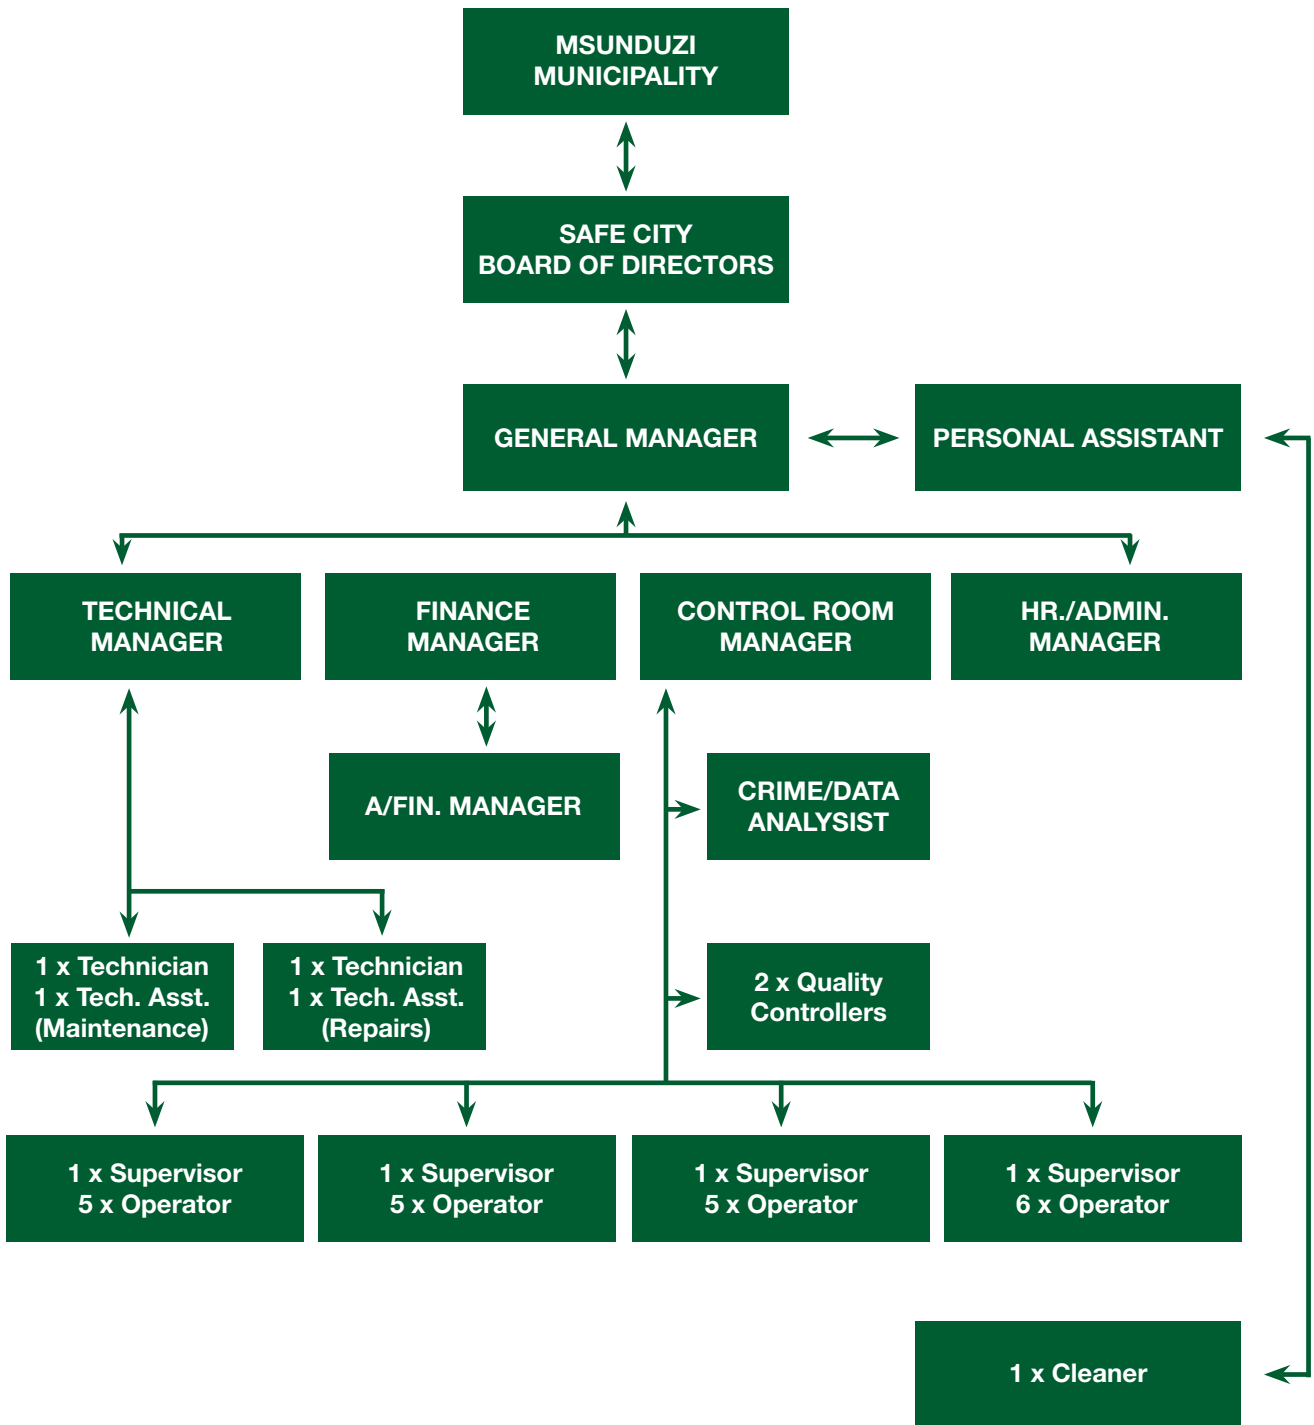 MSUNDUZI
MUNICIPALITY
SAFE CITY
BOARD OF DIRECTORS
GENERAL MANAGER
PERSONAL ASSISTANT
TECHNICAL
MANAGER
FINANCE
MANAGER
CONTROL ROOM
MANAGER
HR./ADMIN.
MANAGER
A/FIN. MANAGER
CRIME/DATA
ANALYSIST
1 x Technician
1 x Tech. Asst.
(Maintenance)
1 x Technician
1 x Tech. Asst.
(Repairs)
2 x Quality
Controllers
1 x Supervisor
5 x Operator
1 x Supervisor
5 x Operator
1 x Supervisor
5 x Operator
1 x Supervisor
6 x Operator
1 x Cleaner